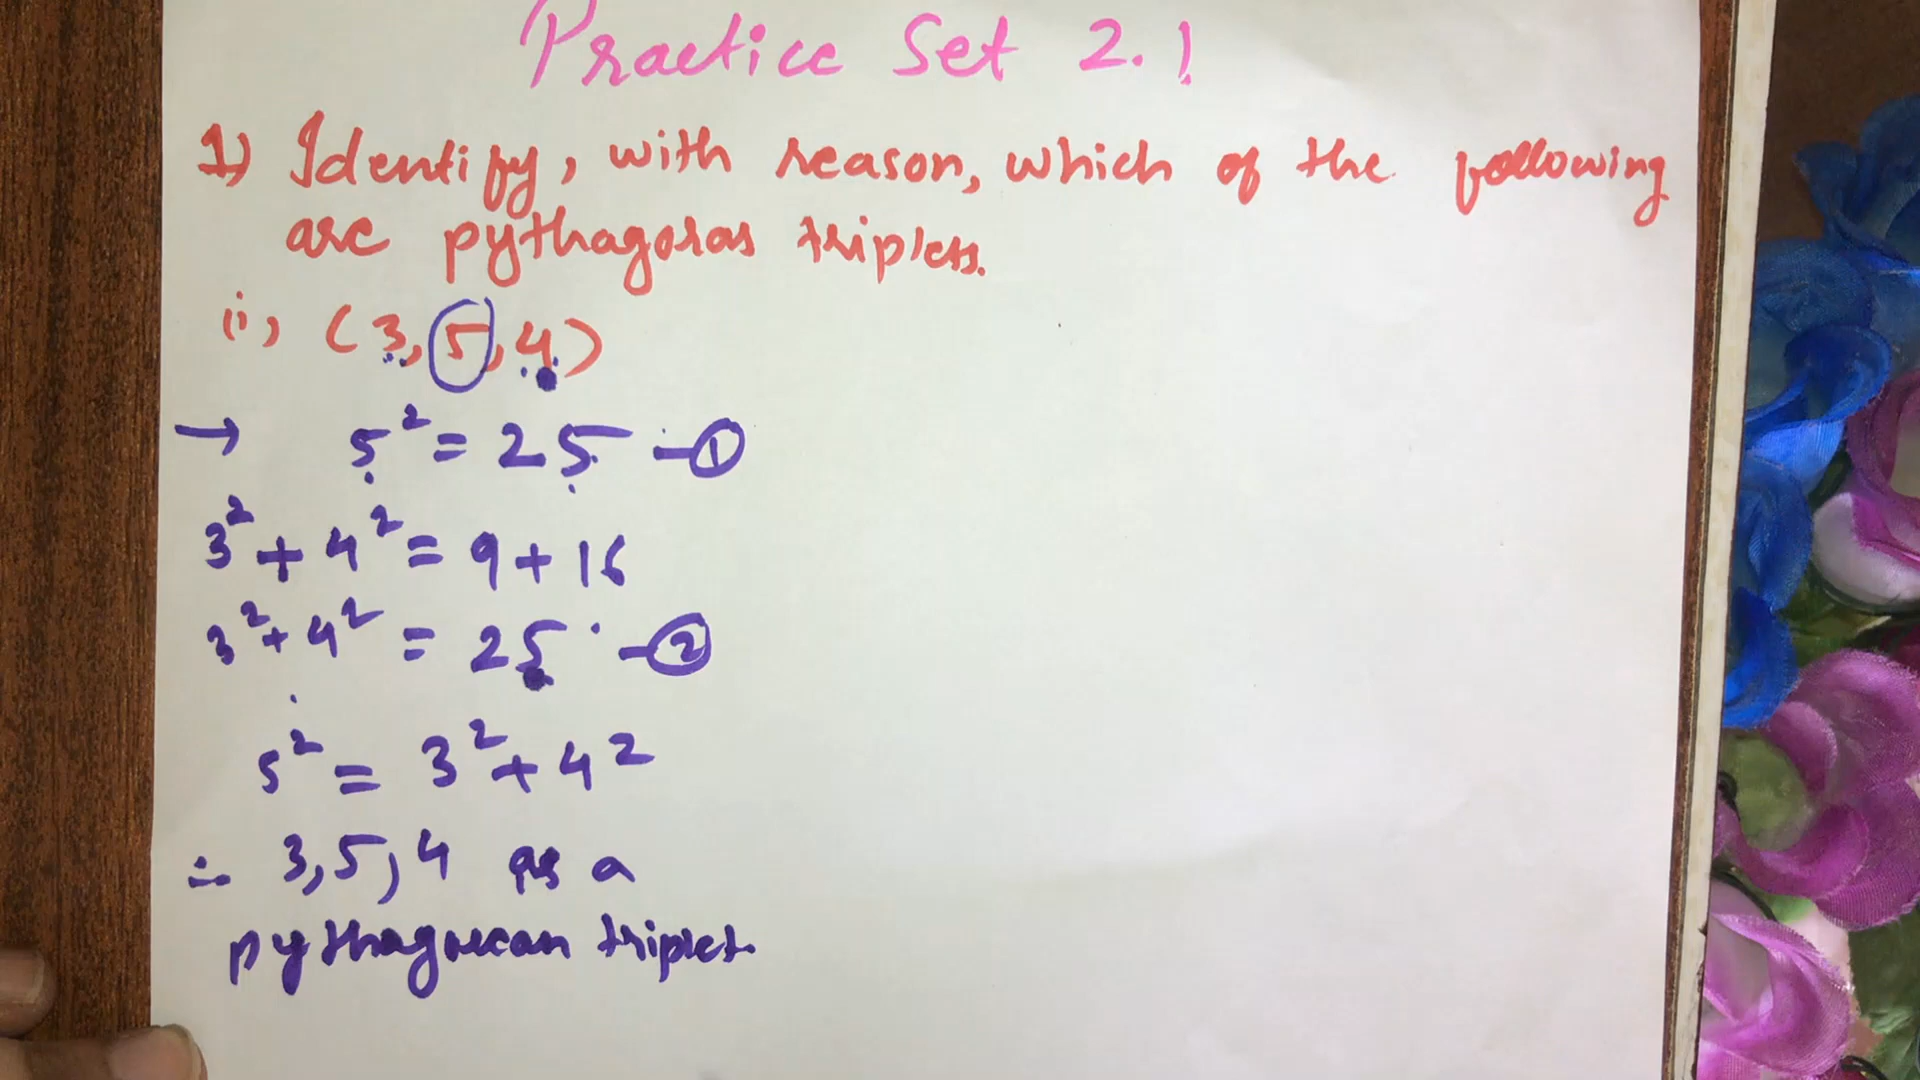 Practice Set 2.1
1) Identify, with reason, which of the following
are pythagoras triplets.
(i) (3, 5, 4)
→ 5² = 25 —①
3² + 4² = 9 + 16
3² + 4² = 25 —②
5² = 3² + 4²
∴ 3, 5, 4 is a
pythagorean triplet.